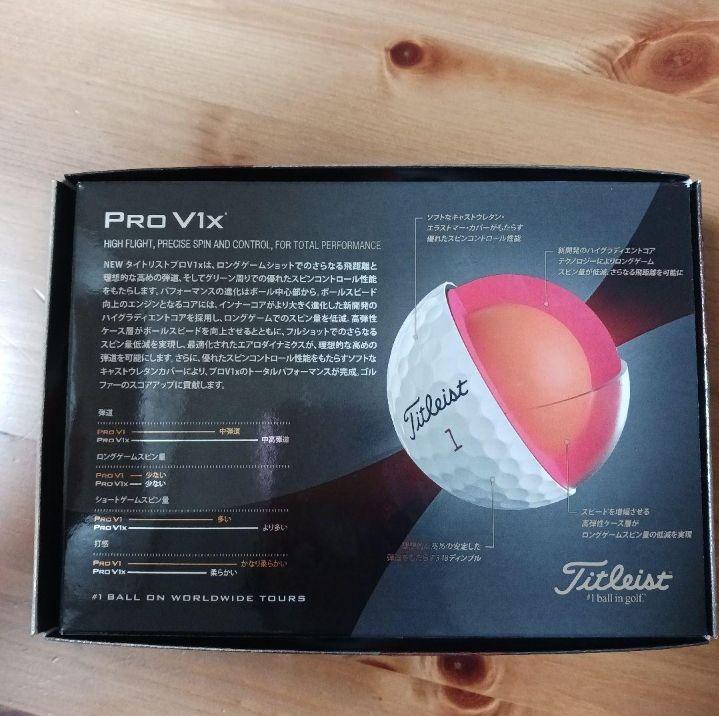 PRO V1x
HIGH FLIGHT, PRECISE SPIN AND CONTROL, FOR TOTAL PERFORMANCE
NEW タイトリストプロV1xは、ロングゲームショットでのさらなる飛距離と
理想的な高めの弾道、そしてグリーン周りでの優れたスピンコントロール性能
をもたらします。パフォーマンスの進化はボール中心部から。ボールスピード
向上のエンジンとなるコアには、インナーコアがより大きく進化した新開発の
ハイグラディエントコアを採用し、ロングゲームでのスピン量を低減。高弾性
ケース層がボールスピードを向上させるとともに、フルショットでのさらなる
スピン量低減を実現し、最適化されたエアロダイナミクスが、理想的な高めの
弾道を可能にします。さらに、優れたスピンコントロール性能をもたらすソフトな
キャストウレタンカバーにより、プロV1xのトータルパフォーマンスが完成。ゴル
ファーのスコアアップに貢献します。
弾道
PRO V1 中弾道
PRO V1x 中高弾道
ロングゲームスピン量
PRO V1 少ない
PRO V1x 少ない
ショートゲームスピン量
PRO V1 多い
PRO V1x より多い
打感
PRO V1 かなり柔らかい
PRO V1x 柔らかい
#1 BALL ON WORLDWIDE TOURS
ソフトなキャストウレタン・
エラストマー・カバーがもたらす
優れたスピンコントロール性能
新開発のハイグラディエントコア
テクノロジーによりロングゲーム
スピン量が低減、さらなる飛距離を可能に
Titleist
1
スピードを増幅させる
高弾性ケース層が
ロングゲームスピン量の低減を実現
理想的な高めの安定した
弾道をもたらす348ディンプル
Titleist
#1 ball in golf.